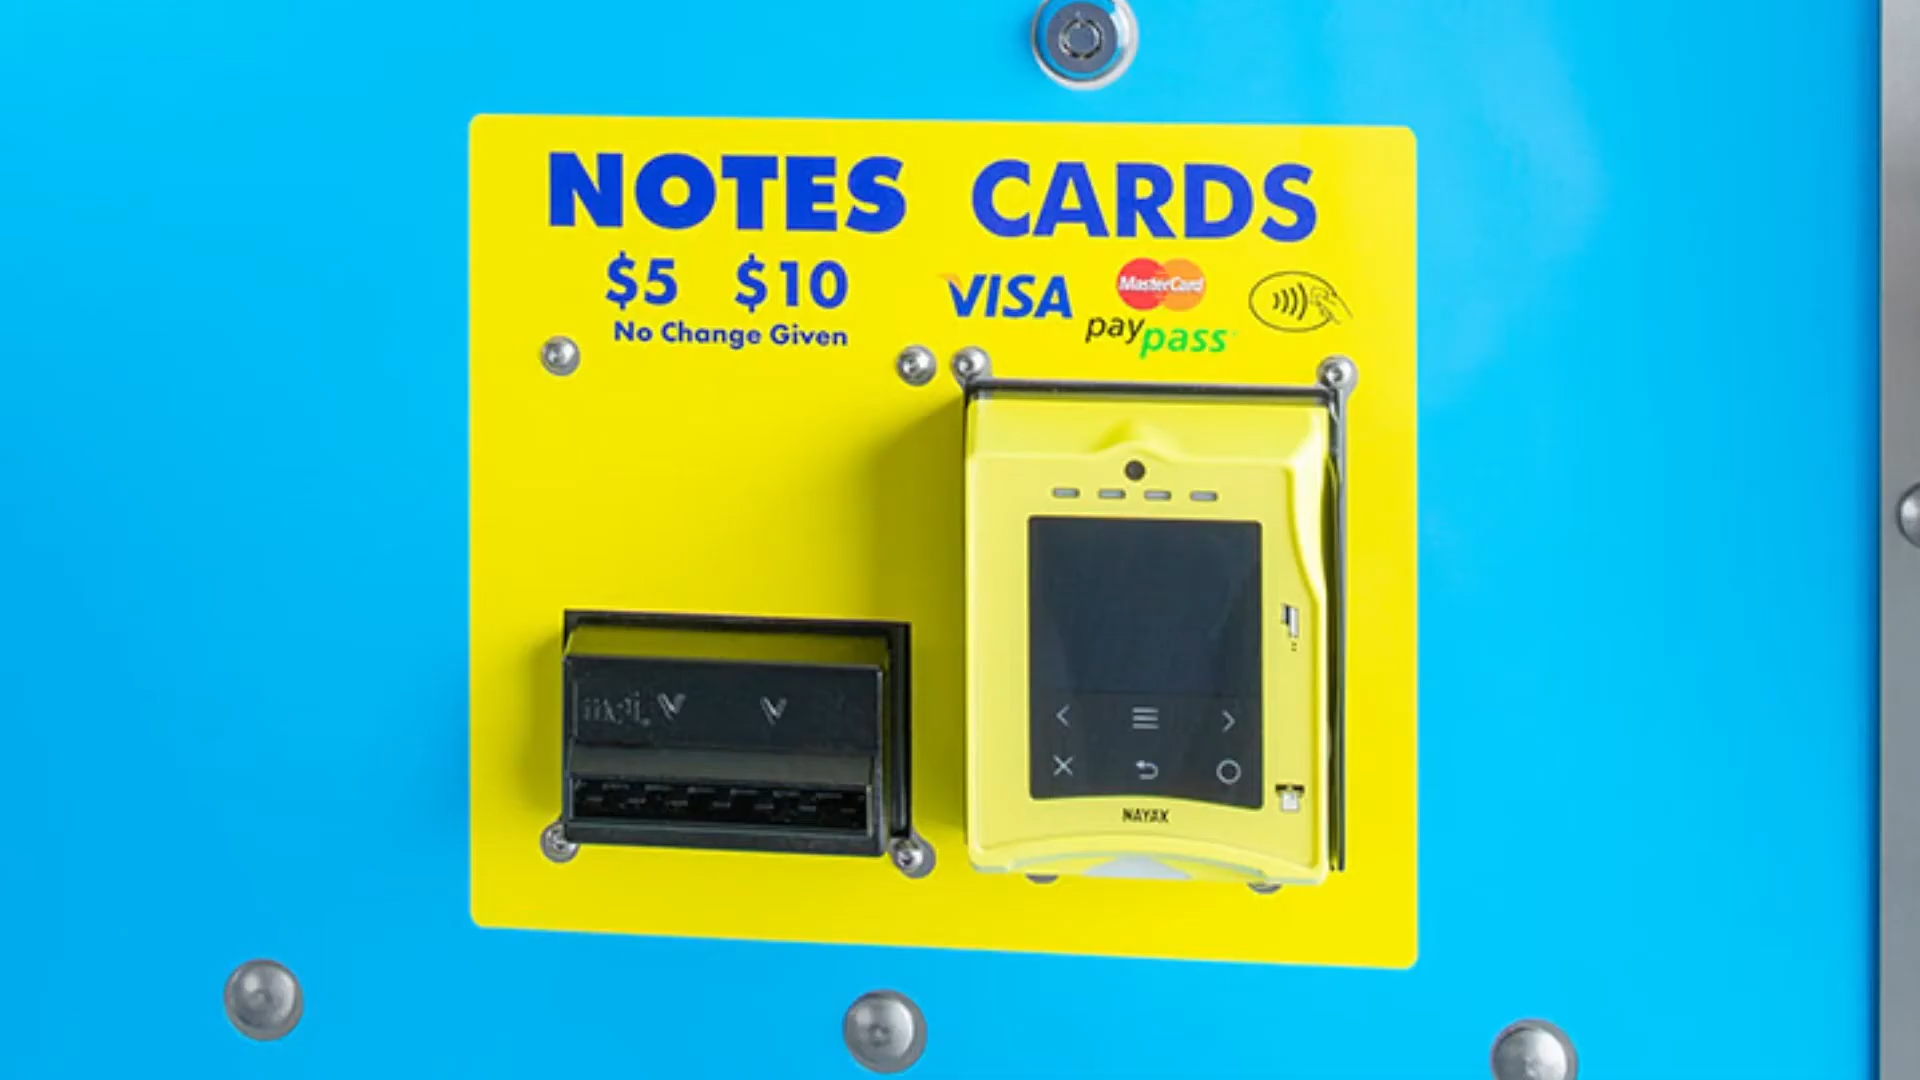 NOTES
$5 $10
No Change Given
CARDS
VISA
MasterCard
paypass
NAYAX